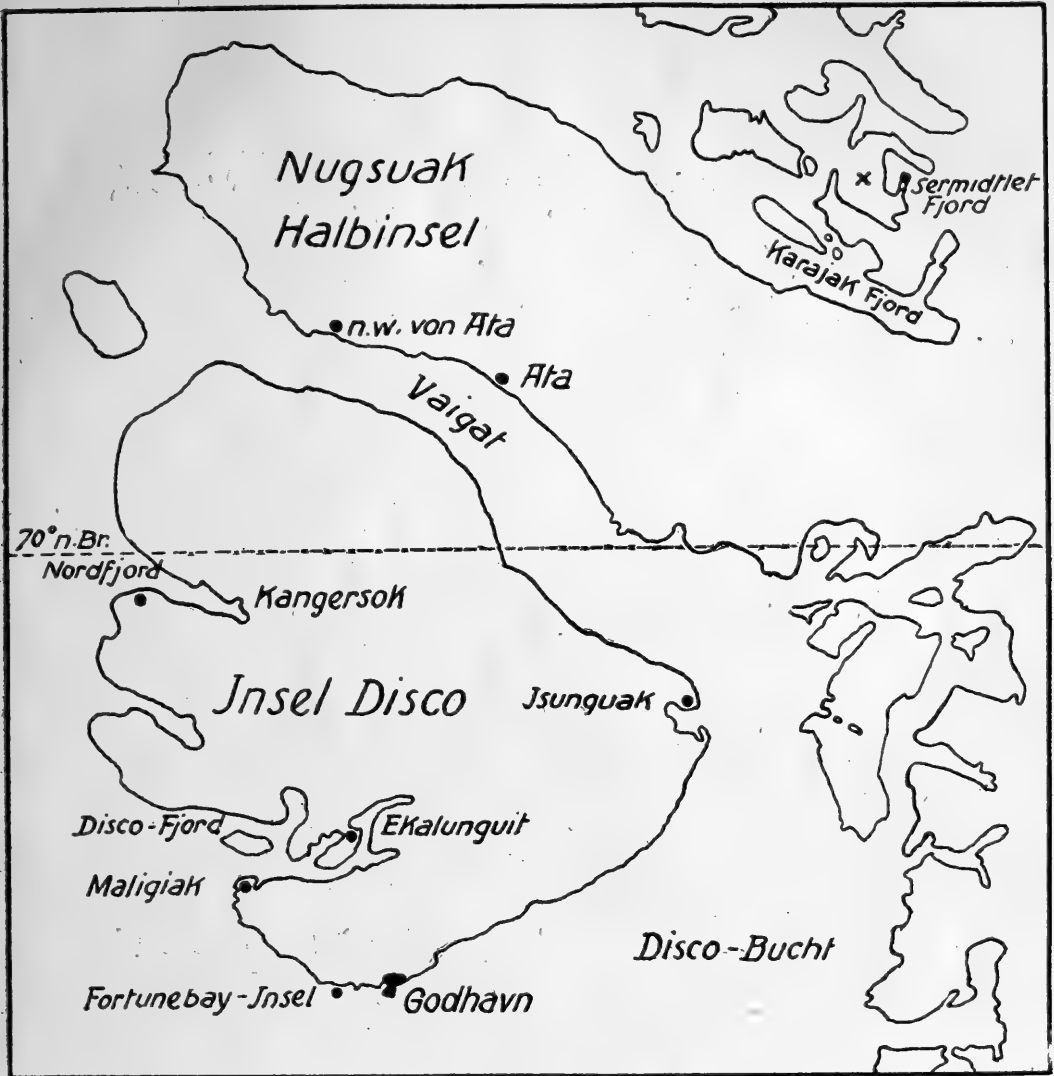 Nugsuak
Halbinsel
Sermidtlet
Fjord
Karajak Fjord
n.w. von Ata
Ata
Vaigat
70° n. Br.
Nordfjord
Kangersok
Jnsel Disco
Jsunguak
Disco-Fjord
Ekalunguit
Maligiak
Disco-Bucht
Fortunebay-Jnsel
Godhavn